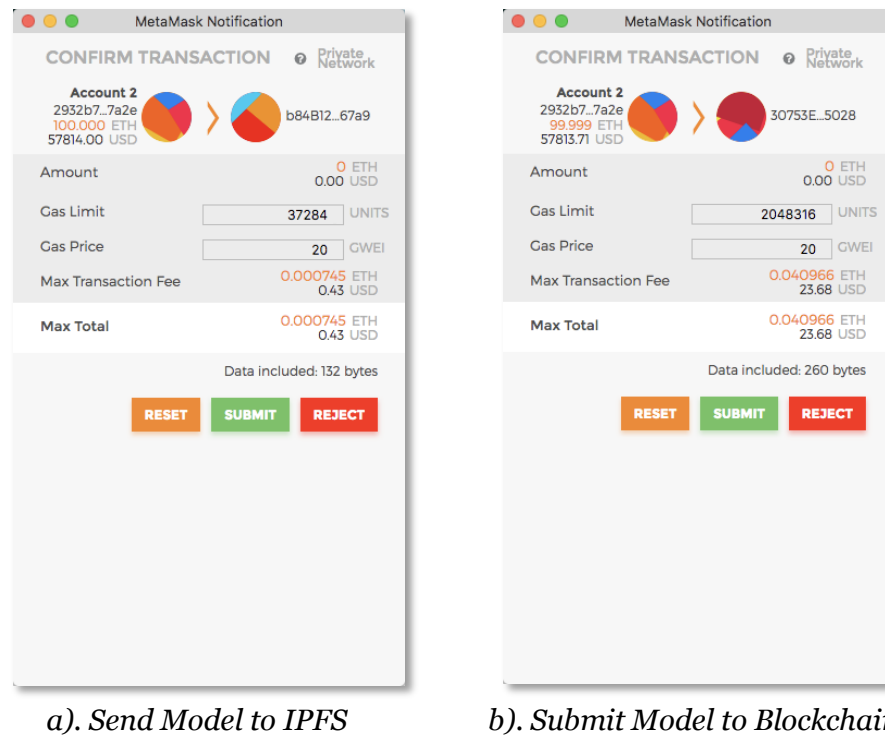 MetaMask Notification
CONFIRM TRANSACTION Private Network
Account 2
2932b7...7a2e
100.000 ETH
57814.00 USD
b84B12...67a9
Amount 0 ETH
0.00 USD
Gas Limit 37284 UNITS
Gas Price 20 GWEI
Max Transaction Fee 0.000745 ETH
0.43 USD
Max Total 0.000745 ETH
0.43 USD
Data included: 132 bytes
RESET SUBMIT REJECT
a). Send Model to IPFS
MetaMask Notification
CONFIRM TRANSACTION Private Network
Account 2
2932b7...7a2e
99.999 ETH
57813.71 USD
30753E...5028
Amount 0 ETH
0.00 USD
Gas Limit 2048316 UNITS
Gas Price 20 GWEI
Max Transaction Fee 0.040966 ETH
23.68 USD
Max Total 0.040966 ETH
23.68 USD
Data included: 260 bytes
RESET SUBMIT REJECT
b). Submit Model to Blockchain